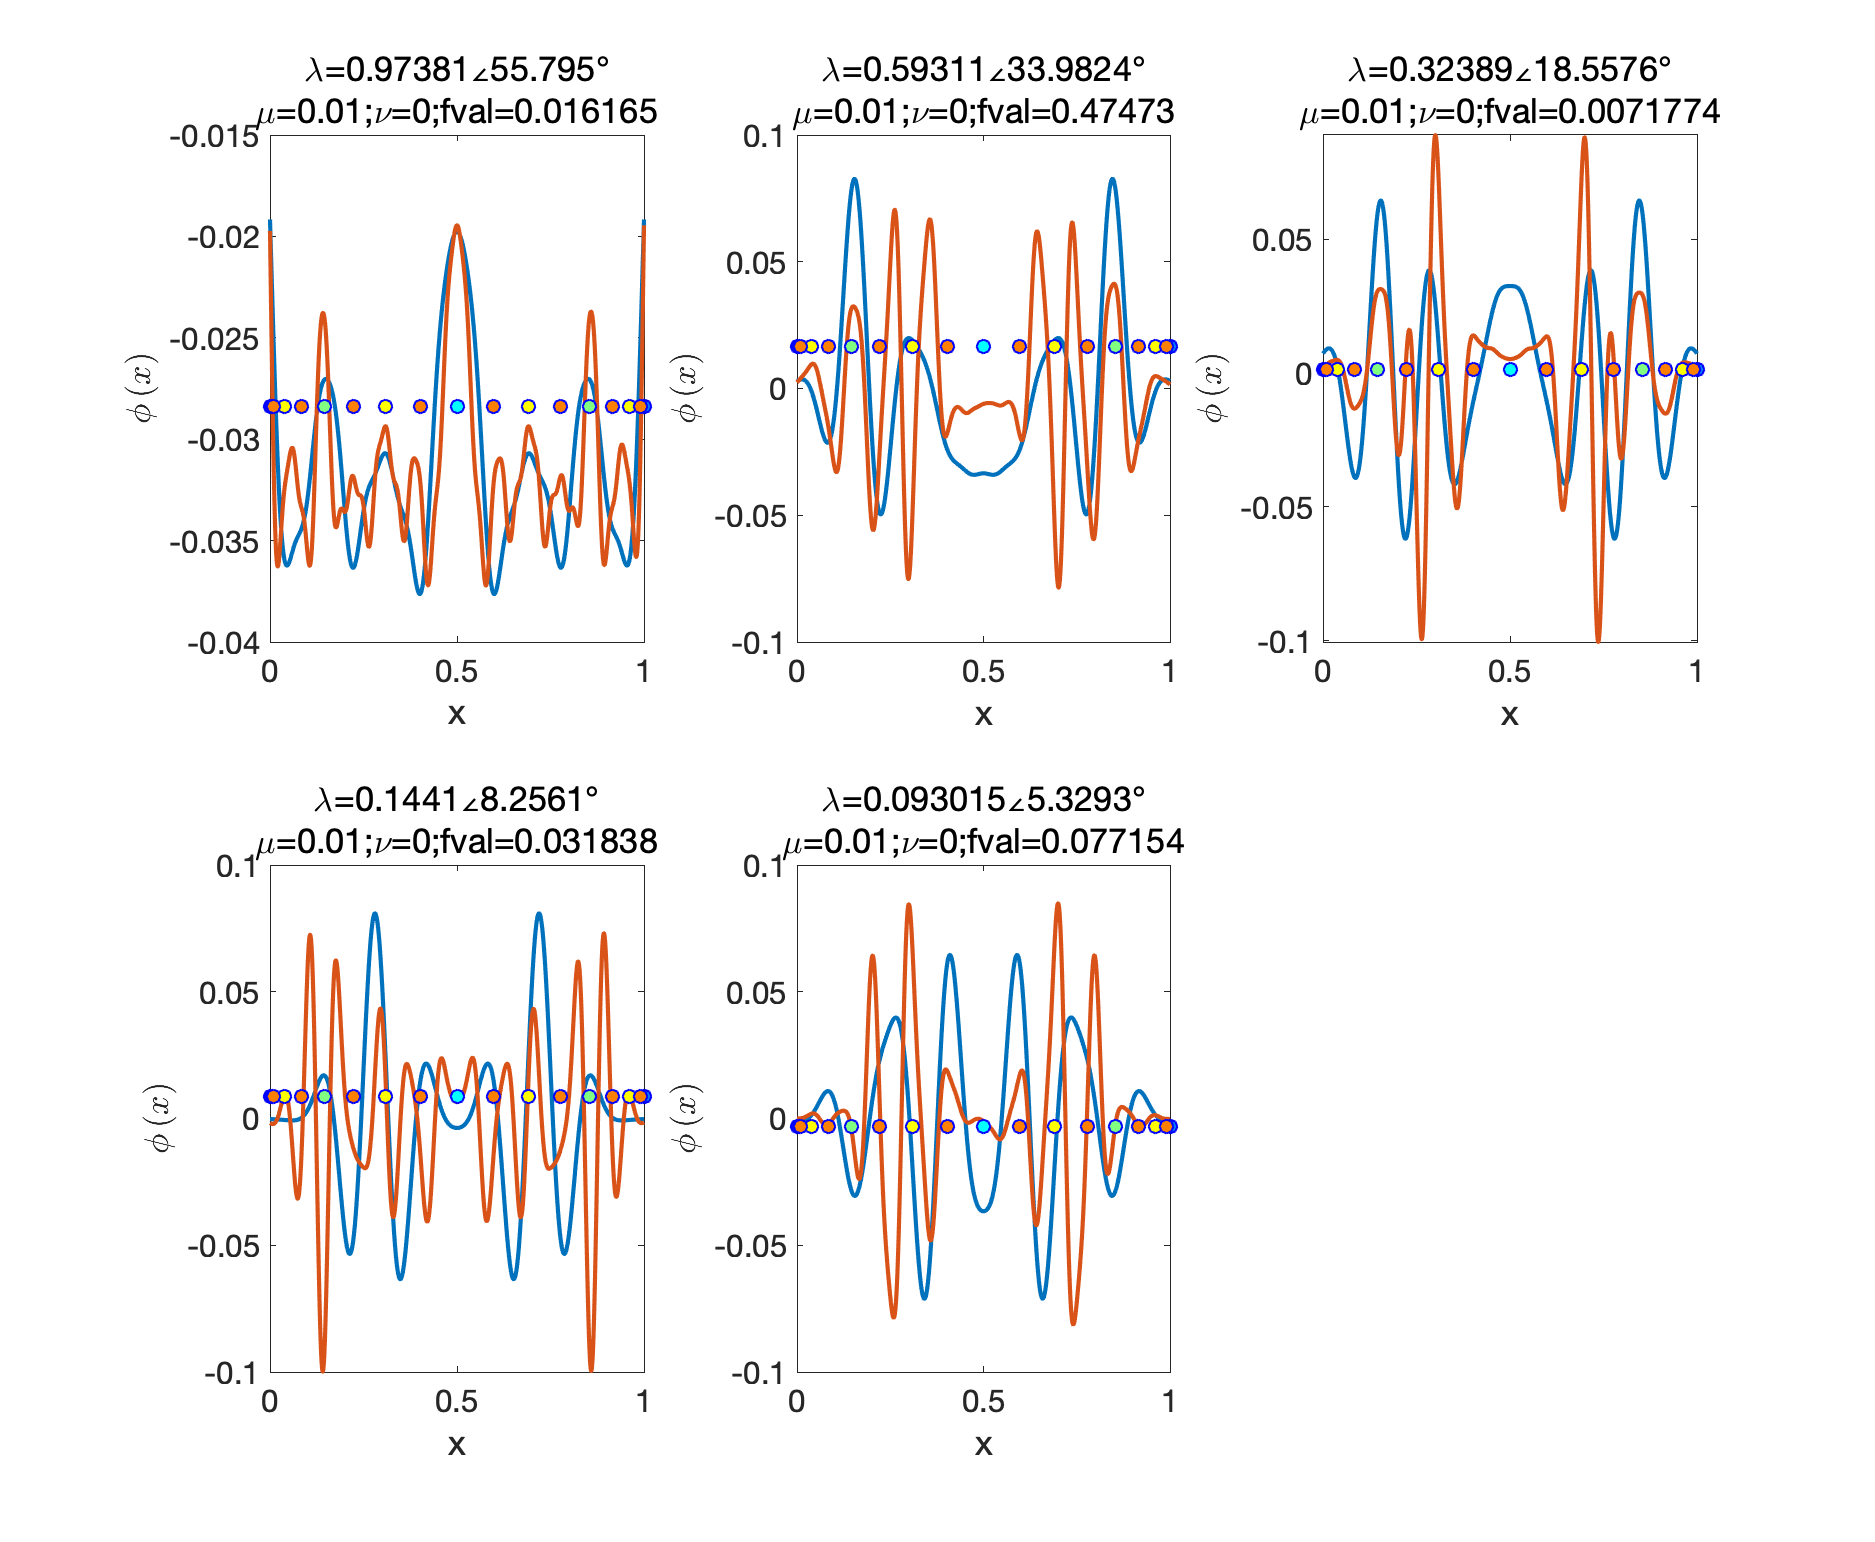 λ=0.97381∠55.795°
μ=0.01;ν=0;fval=0.016165
-0.015
-0.02
-0.025
-0.03
-0.035
-0.04
ϕ(x)
0 0.5 1
x
λ=0.59311∠33.9824°
μ=0.01;ν=0;fval=0.47473
0.1
0.05
0
-0.05
-0.1
ϕ(x)
0 0.5 1
x
λ=0.32389∠18.5576°
μ=0.01;ν=0;fval=0.0071774
0.05
0
-0.05
-0.1
ϕ(x)
0 0.5 1
x
λ=0.1441∠8.2561°
μ=0.01;ν=0;fval=0.031838
0.1
0.05
0
-0.05
-0.1
ϕ(x)
0 0.5 1
x
λ=0.093015∠5.3293°
μ=0.01;ν=0;fval=0.077154
0.1
0.05
0
-0.05
-0.1
ϕ(x)
0 0.5 1
x